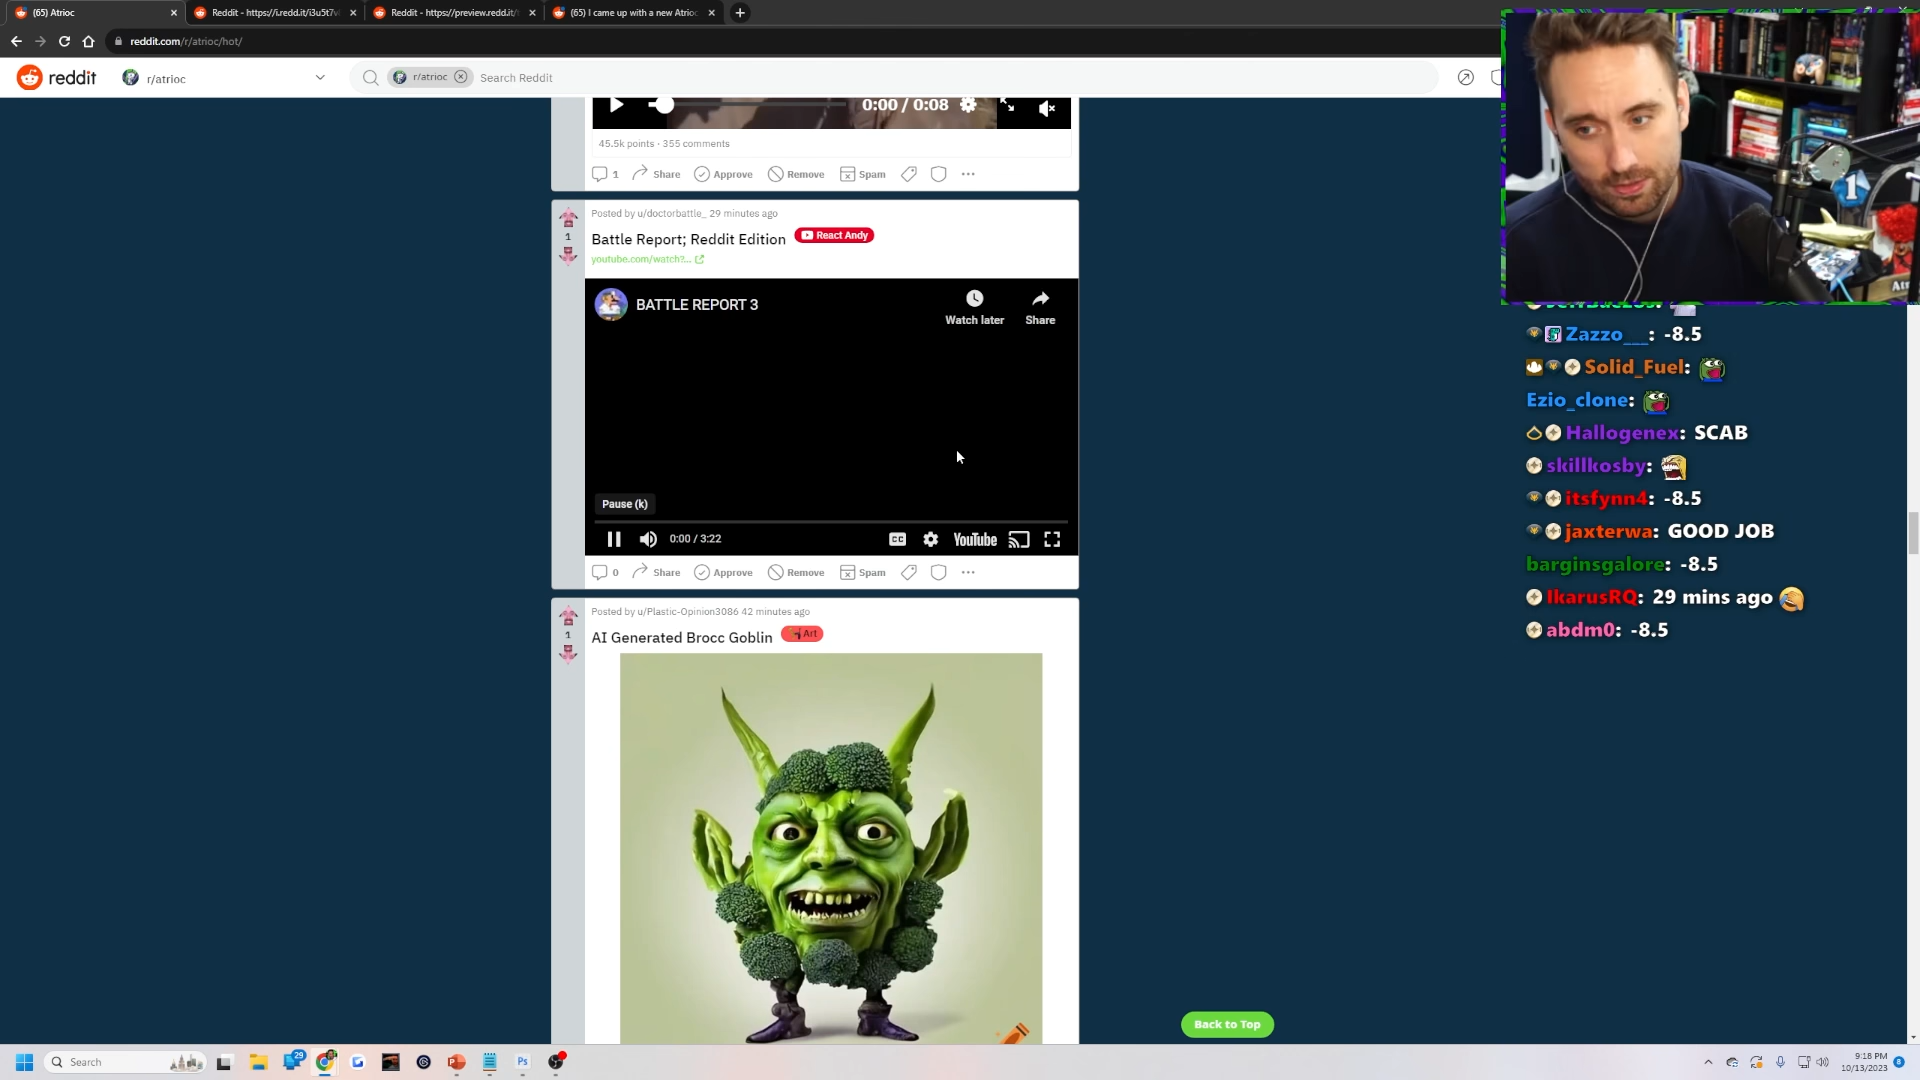 (65) Atrioc
Reddit - https://i.redd.it/i3u5t7v
Reddit - https://preview.redd.it/
(65) I came up with a new Atrioc
reddit.com/r/atrioc/hot/
reddit
r/atrioc
r/atrioc
Search Reddit
0:00 / 0:08
45.5k points · 355 comments
1
Share
Approve
Remove
Spam
Posted by u/doctorbattle_ 29 minutes ago
1
Battle Report; Reddit Edition
React Andy
youtube.com/watch?...
BATTLE REPORT 3
Watch later
Share
Pause (k)
0:00 / 3:22
CC
YouTube
0
Share
Approve
Remove
Spam
Posted by u/Plastic-Opinion3086 42 minutes ago
1
AI Generated Brocc Goblin
Art
Back to Top
Zazzo___: -8.5
Solid_Fuel:
Ezio_clone:
Hallogenex: SCAB
skillkosby:
itsfynn4: -8.5
jaxterwa: GOOD JOB
barginsgalore: -8.5
IkarusRQ: 29 mins ago
abdm0: -8.5
Search
29
Ps
9:18 PM
10/13/2023
8